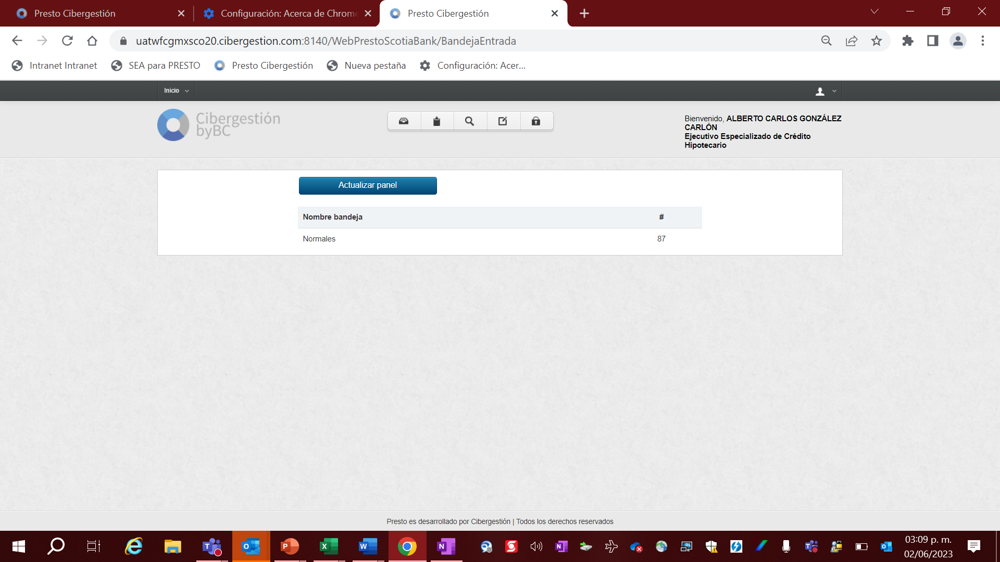 Presto Cibergestión
Configuración: Acerca de Chrome
Presto Cibergestión
uatwfcgmxsco20.cibergestion.com:8140/WebPrestoScotiaBank/BandejaEntrada
Intranet Intranet
SEA para PRESTO
Presto Cibergestión
Nueva pestaña
Configuración: Acer...
Inicio
Cibergestión
byBC
Bienvenido, ALBERTO CARLOS GONZÁLEZ
CARLÓN
Ejecutivo Especializado de Crédito
Hipotecario
Actualizar panel
Nombre bandeja #
Normales 87
Presto es desarrollado por Cibergestión | Todos los derechos reservados
03:09 p. m.
02/06/2023